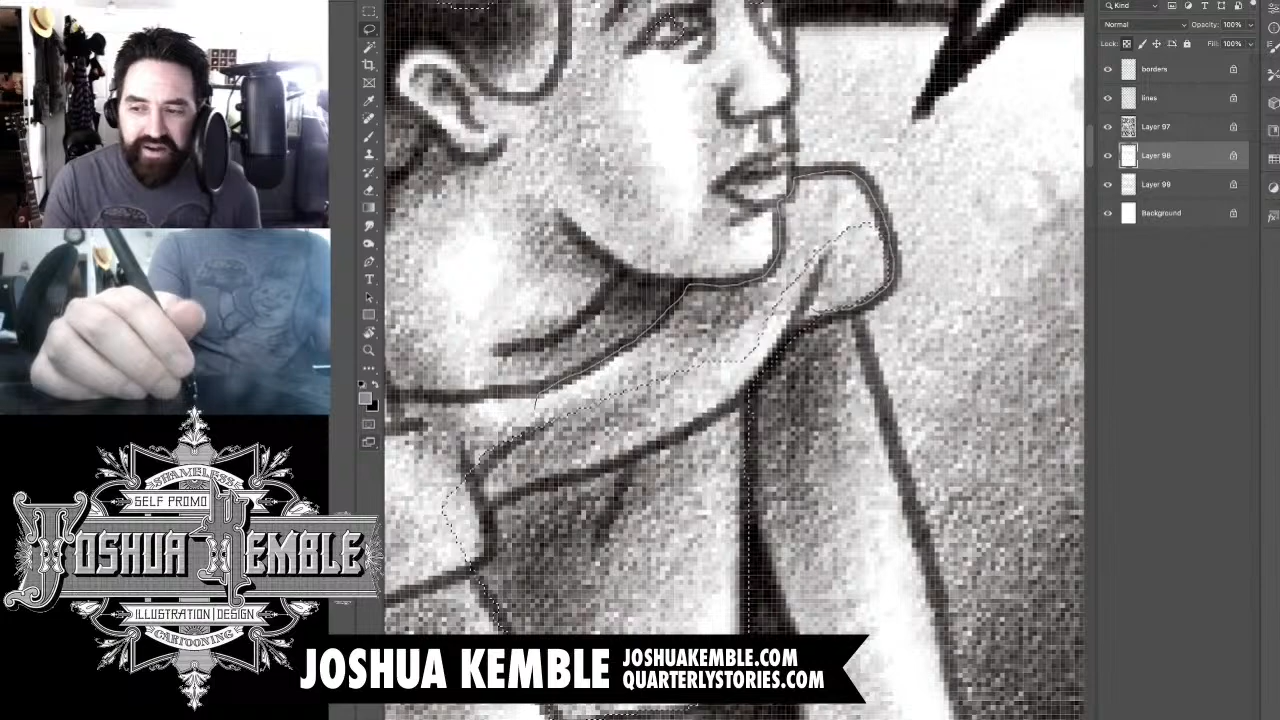 Kind
Normal
Opacity: 100%
Lock:
Fill: 100%
borders
lines
Layer 97
Layer 98
Layer 99
Background
SHAMELESS
SELF PROMO
JOSHUA KEMBLE
ILLUSTRATION | DESIGN
CARTOONING
JOSHUA KEMBLE
JOSHUAKEMBLE.COM
QUARTERLYSTORIES.COM